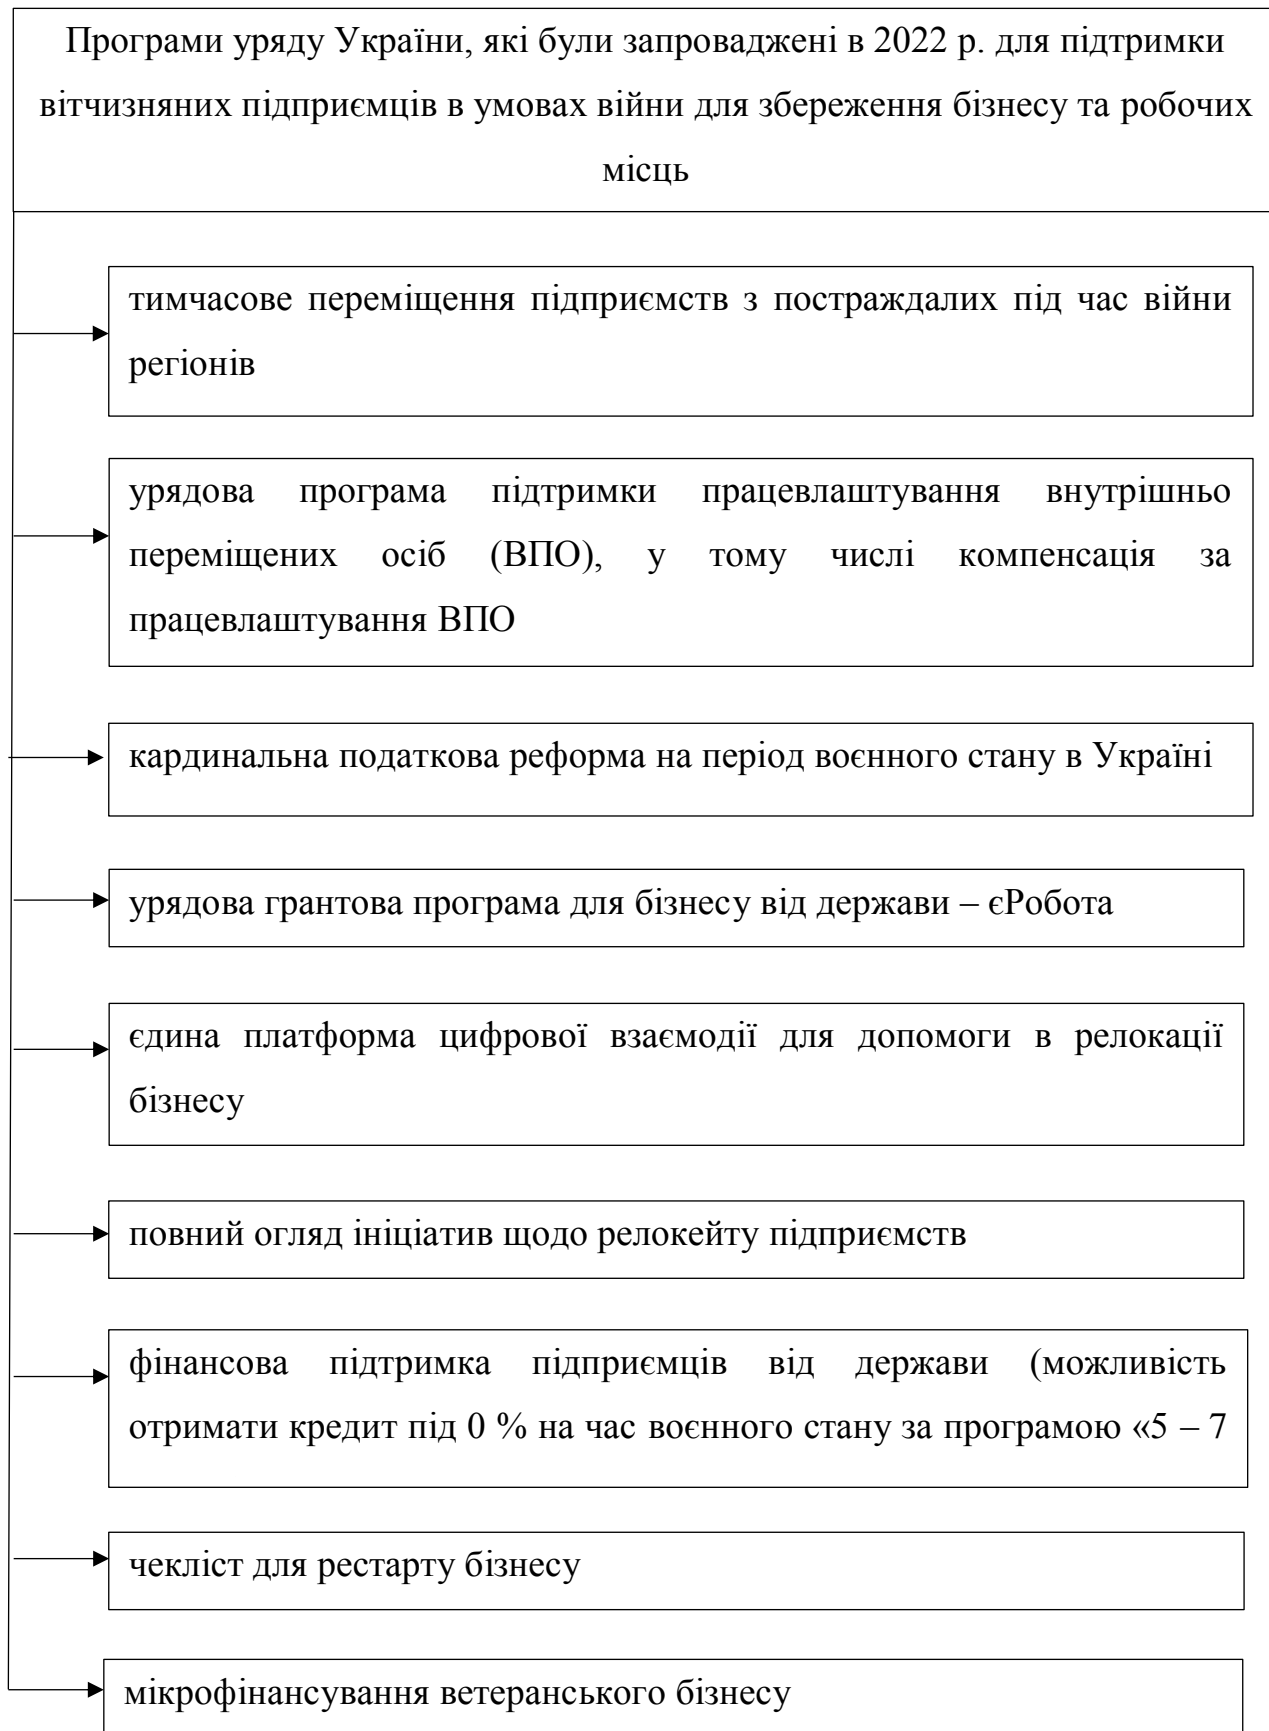 Програми уряду України, які були запроваджені в 2022 р. для підтримки
вітчизняних підприємців в умовах війни для збереження бізнесу та робочих
місць
тимчасове переміщення підприємств з постраждалих під час війни
регіонів
урядова програма підтримки працевлаштування внутрішньо
переміщених осіб (ВПО), у тому числі компенсація за
працевлаштування ВПО
кардинальна податкова реформа на період воєнного стану в Україні
урядова грантова програма для бізнесу від держави – єРобота
єдина платформа цифрової взаємодії для допомоги в релокації
бізнесу
повний огляд ініціатив щодо релокейту підприємств
фінансова підтримка підприємців від держави (можливість
отримати кредит під 0 % на час воєнного стану за програмою «5 – 7
чекліст для рестарту бізнесу
мікрофінансування ветеранського бізнесу